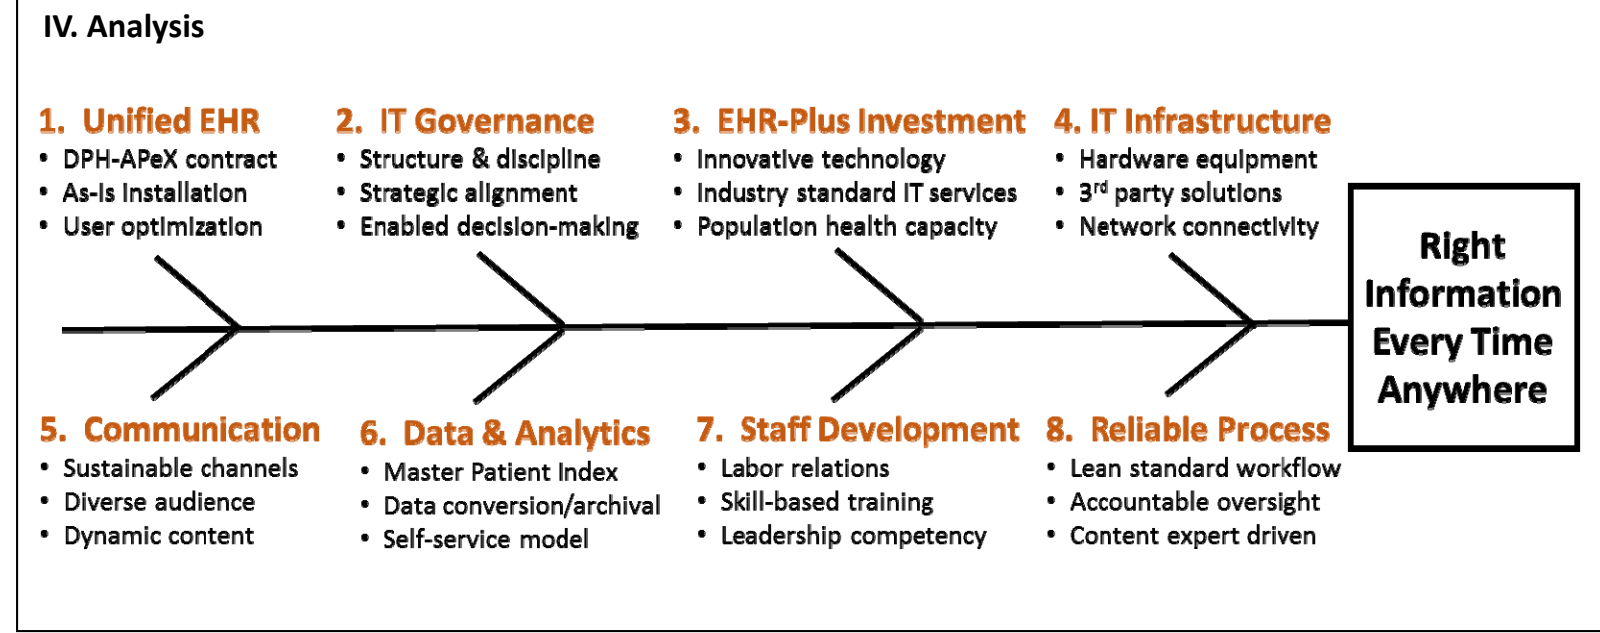 IV. Analysis
1. Unified EHR
• DPH-APeX contract
• As-is installation
• User optimization
2. IT Governance
• Structure & discipline
• Strategic alignment
• Enabled decision-making
3. EHR-Plus Investment
• Innovative technology
• Industry standard IT services
• Population health capacity
4. IT Infrastructure
• Hardware equipment
• 3rd party solutions
• Network connectivity
Right
Information
Every Time
Anywhere
5. Communication
• Sustainable channels
• Diverse audience
• Dynamic content
6. Data & Analytics
• Master Patient Index
• Data conversion/archival
• Self-service model
7. Staff Development
• Labor relations
• Skill-based training
• Leadership competency
8. Reliable Process
• Lean standard workflow
• Accountable oversight
• Content expert driven